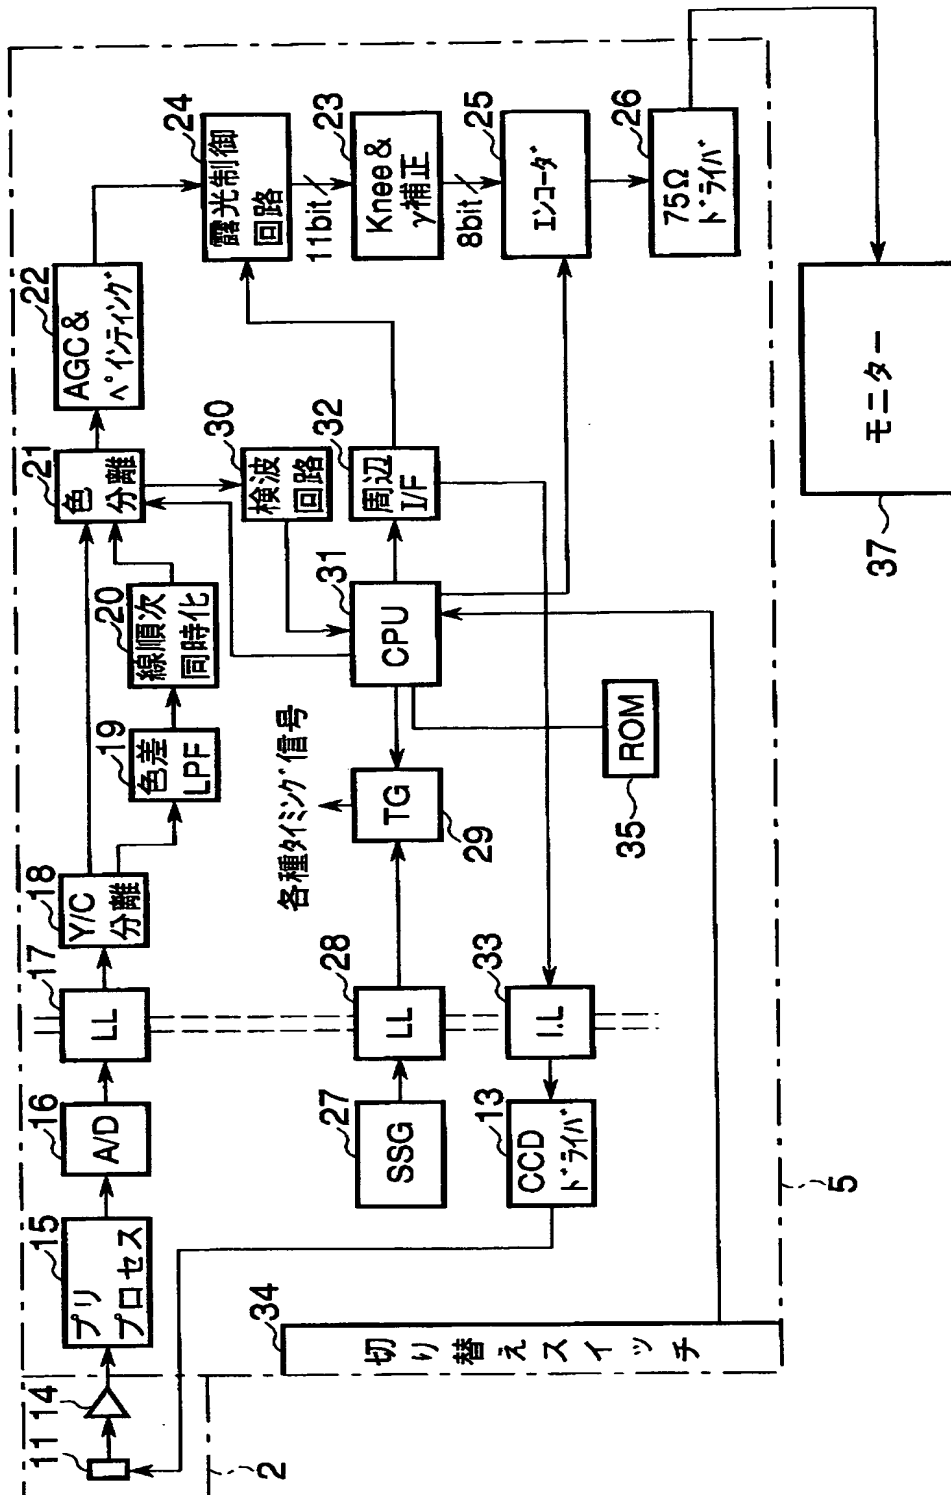 11
14
15
プリ
プロセス
16
A/D
17
LL
18
Y/C
分離
19
色差
LPF
20
線順次
同時化
21
色
分離
22
AGC &
ペインティング
24
露光制御
回路
11bit
23
Knee &
γ補正
8bit
25
エンコーダ
26
75Ω
ドライバ
30
検波
回路
32
周辺
I/F
31
CPU
各種タイミング信号
TG
29
28
LL
27
SSG
33
I.L
13
CCD
ドライバ
ROM
35
34
切り替えスイッチ
2
5
モニター
37